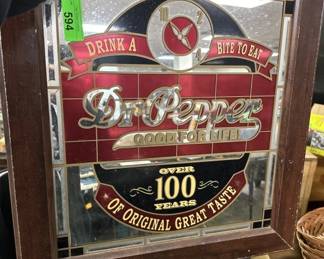 594
10 2 4
DRINK A BITE TO EAT
Dr Pepper
GOOD FOR LIFE!
OVER
100
YEARS
OF ORIGINAL GREAT TASTE